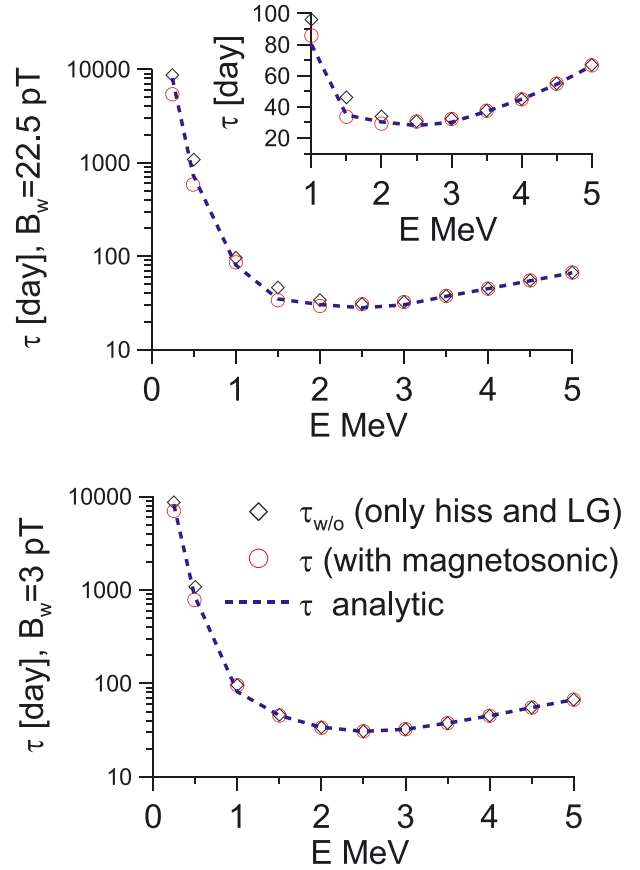 τ [day], B_w=22.5 pT
10000
1000
100
10
0 1 2 3 4 5
E MeV
τ [day]
100
80
60
40
20
1 2 3 4 5
E MeV
τ [day], B_w=3 pT
10000
1000
100
10
0 1 2 3 4 5
E MeV
τ_w/o (only hiss and LG)
τ (with magnetosonic)
τ analytic